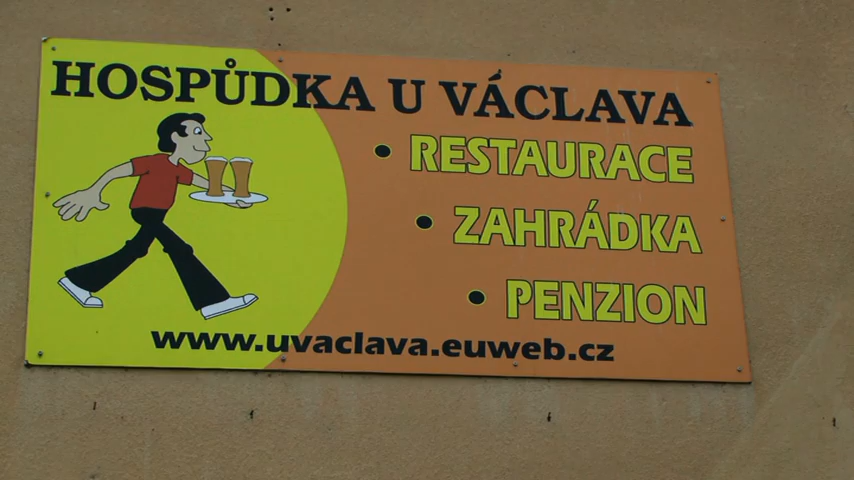 HOSPŮDKA U VÁCLAVA
• RESTAURACE
• ZAHRÁDKA
• PENZION
www.uvaclava.euweb.cz